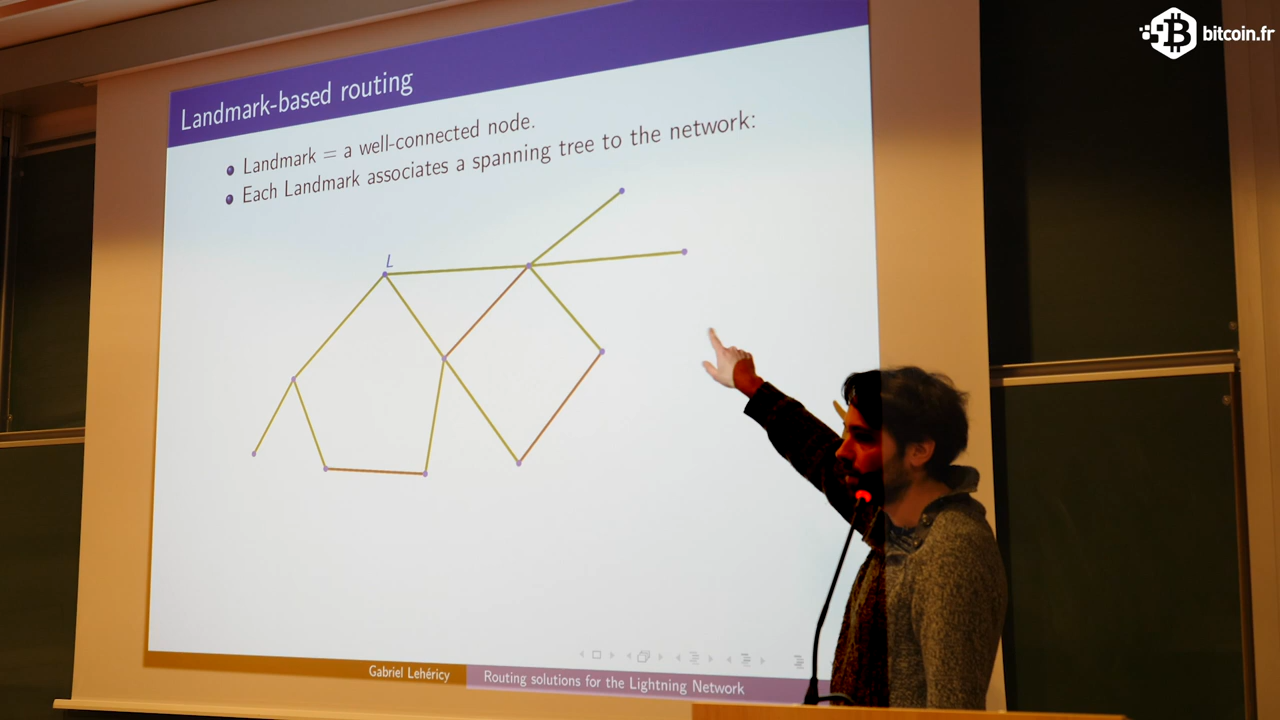 bitcoin.fr
Landmark-based routing
Landmark = a well-connected node.
Each Landmark associates a spanning tree to the network:
L
Gabriel Lehéricy
Routing solutions for the Lightning Network